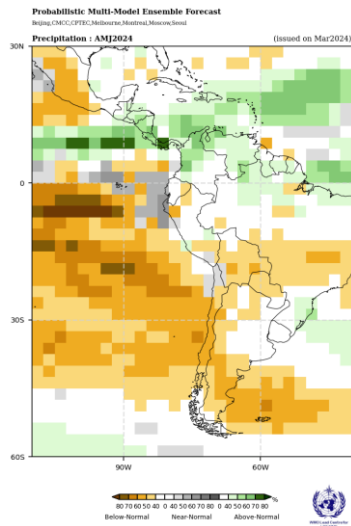 Probabilistic Multi-Model Ensemble Forecast
Beijing,CMCC,CPTEC,Melbourne,Montreal,Moscow,Seoul
Precipitation : AMJ2024 (issued on Mar2024)
30N
0
30S
60S
90W 60W
80 70 60 50 40 0 40 50 60 70 80 0 40 60 70 80 %
Below-Normal Near-Normal Above-Normal